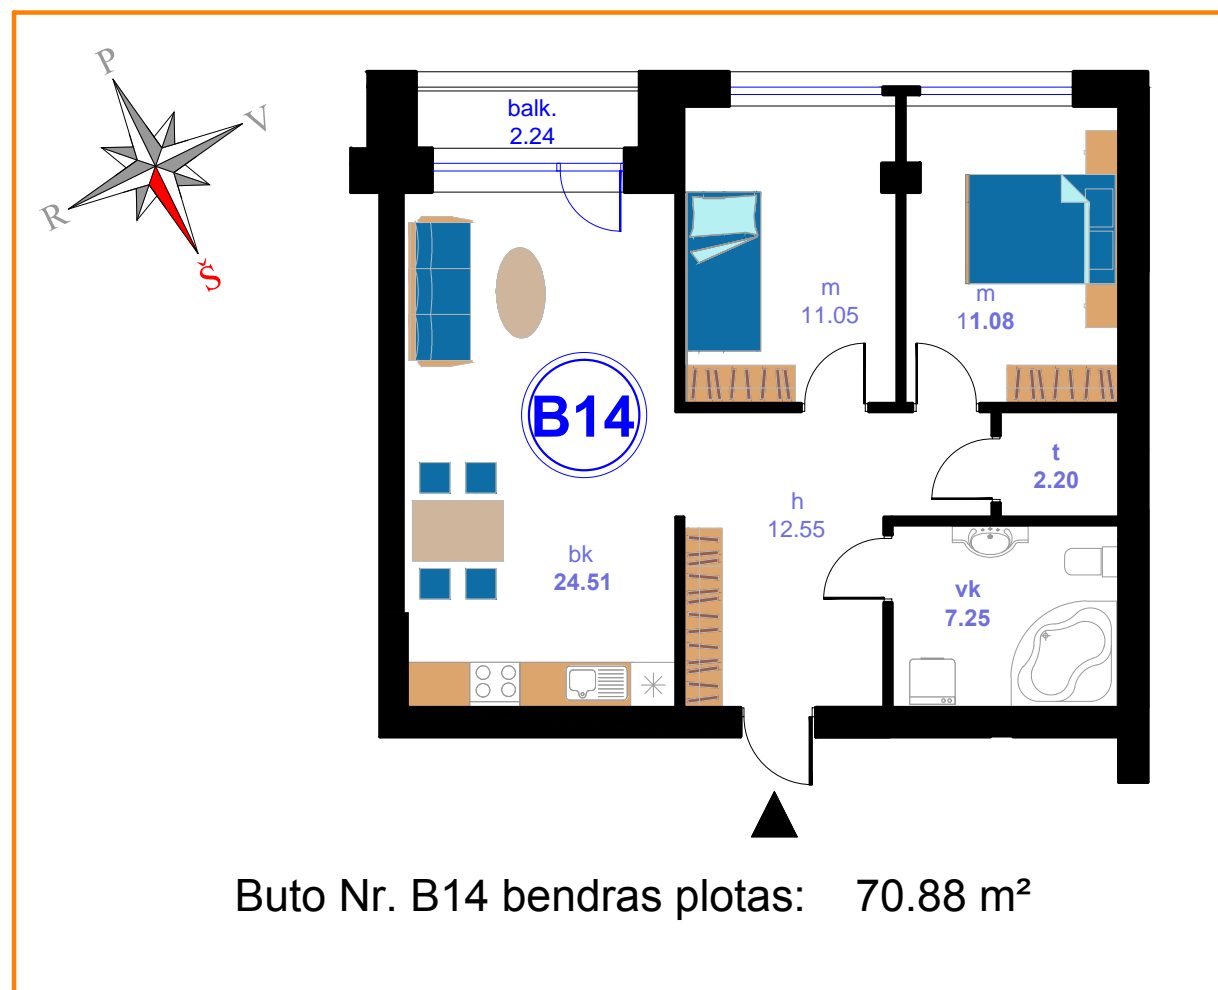 P
V
R
Š
balk.
2.24
m
11.05
m
11.08
B14
t
2.20
h
12.55
bk
24.51
vk
7.25
Buto Nr. B14 bendras plotas: 70.88 m²